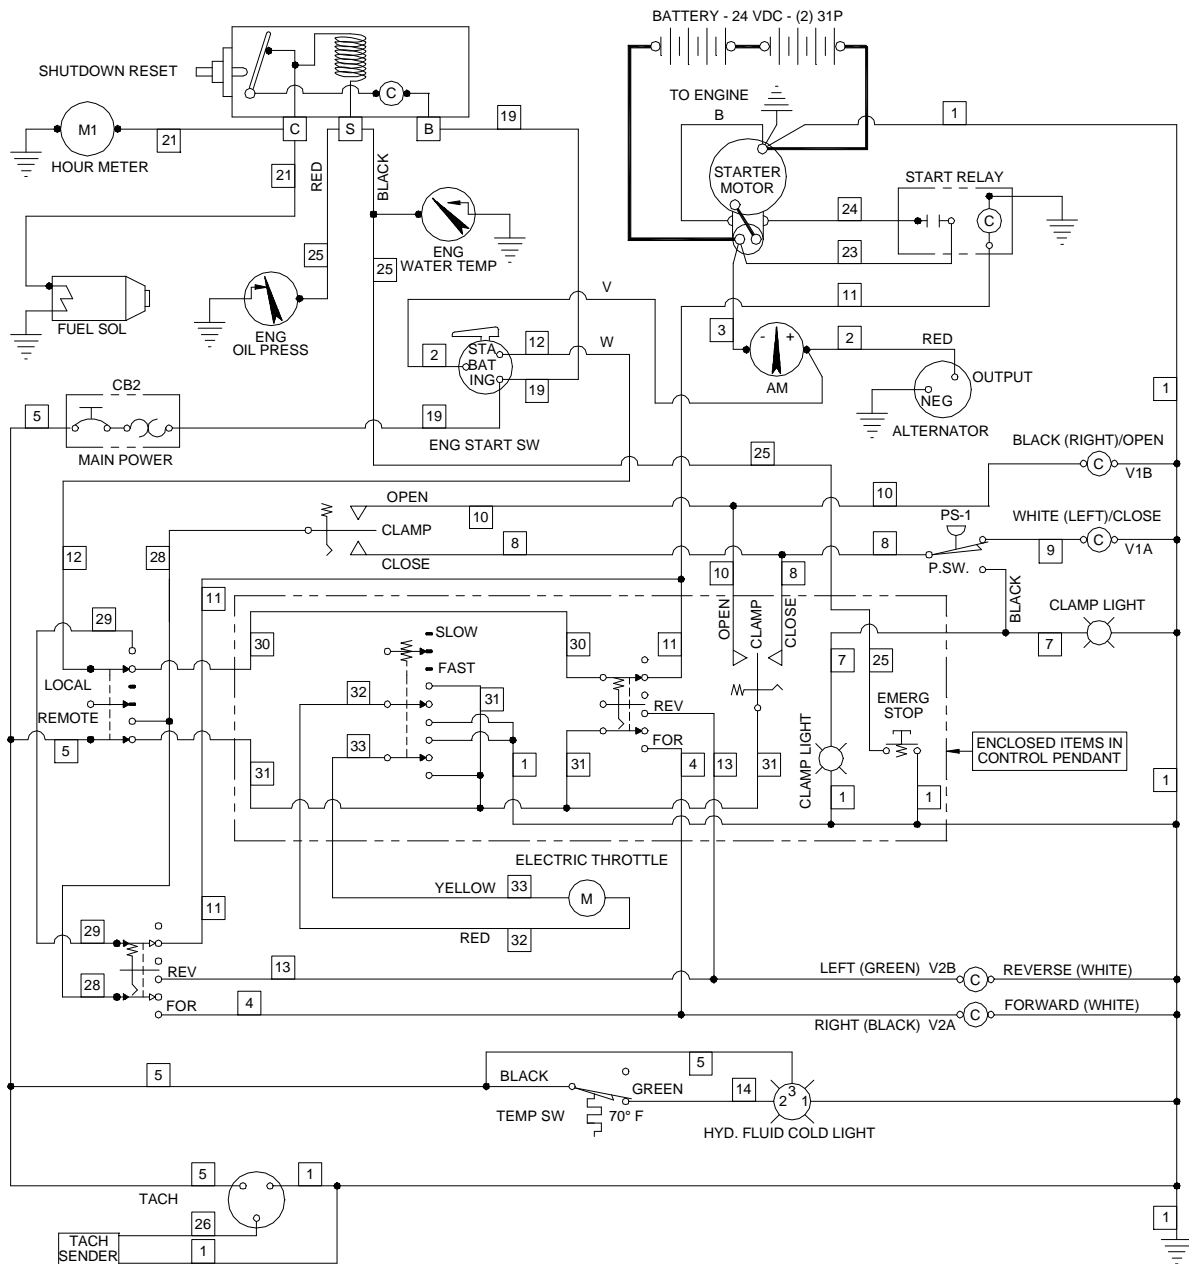 BATTERY - 24 VDC - (2) 31P
SHUTDOWN RESET
C
TO ENGINE
B
19
1
M1
21
C
S
B
HOUR METER
STARTER
MOTOR
START RELAY
21
RED
BLACK
24
C
ENG
WATER TEMP
23
25
25
V
11
FUEL SOL
ENG
OIL PRESS
3
- +
2
RED
2
STA
BAT
ING
12
W
19
AM
OUTPUT
NEG
ALTERNATOR
CB2
5
19
ENG START SW
MAIN POWER
1
BLACK (RIGHT)/OPEN
25
C
V1B
OPEN
10
10
PS-1
WHITE (LEFT)/CLOSE
CLAMP
8
8
9
C
V1A
CLOSE
P.SW.
12
28
11
10
8
BLACK
CLAMP LIGHT
29
30
SLOW
30
11
OPEN
CLAMP
CLOSE
7
25
7
FAST
LOCAL
32
31
REV
EMERG
STOP
REMOTE
33
FOR
5
31
1
31
4
13
31
CLAMP LIGHT
ENCLOSED ITEMS IN
CONTROL PENDANT
1
1
1
ELECTRIC THROTTLE
YELLOW
33
M
11
RED
32
29
13
REV
LEFT (GREEN) V2B
C
REVERSE (WHITE)
28
4
FOR
RIGHT (BLACK) V2A
C
FORWARD (WHITE)
5
5
BLACK
GREEN
14
2 3 1
TEMP SW
70° F
HYD. FLUID COLD LIGHT
5
1
TACH
26
1
TACH
SENDER
1